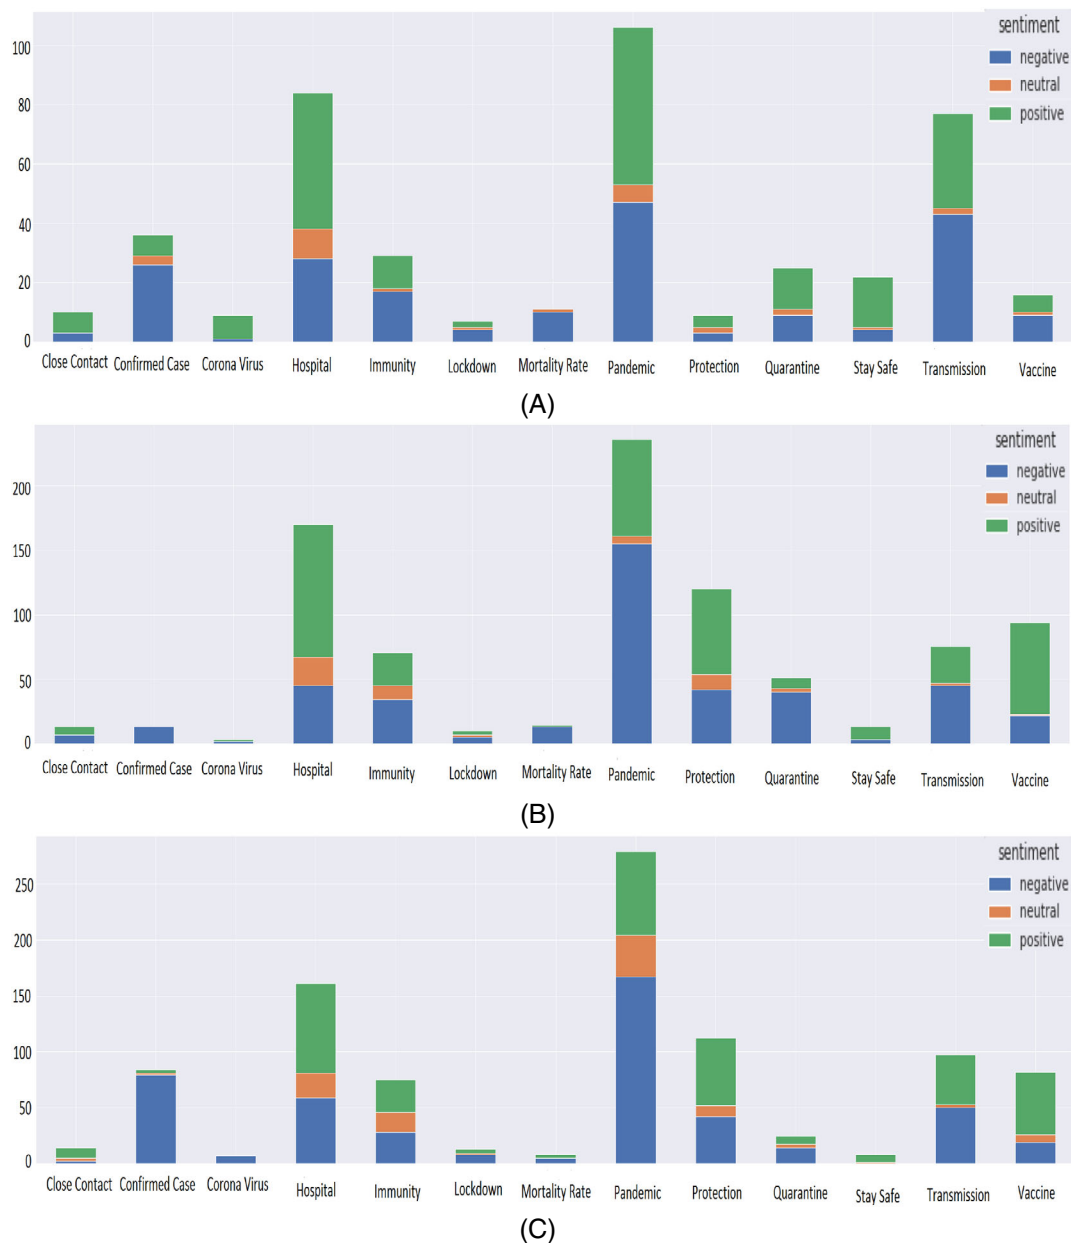 sentiment
negative
neutral
positive
100
80
60
40
20
0
Close Contact Confirmed Case Corona Virus Hospital Immunity Lockdown Mortality Rate Pandemic Protection Quarantine Stay Safe Transmission Vaccine
(A)
sentiment
negative
neutral
positive
200
150
100
50
0
Close Contact Confirmed Case Corona Virus Hospital Immunity Lockdown Mortality Rate Pandemic Protection Quarantine Stay Safe Transmission Vaccine
(B)
sentiment
negative
neutral
positive
250
200
150
100
50
0
Close Contact Confirmed Case Corona Virus Hospital Immunity Lockdown Mortality Rate Pandemic Protection Quarantine Stay Safe Transmission Vaccine
(C)